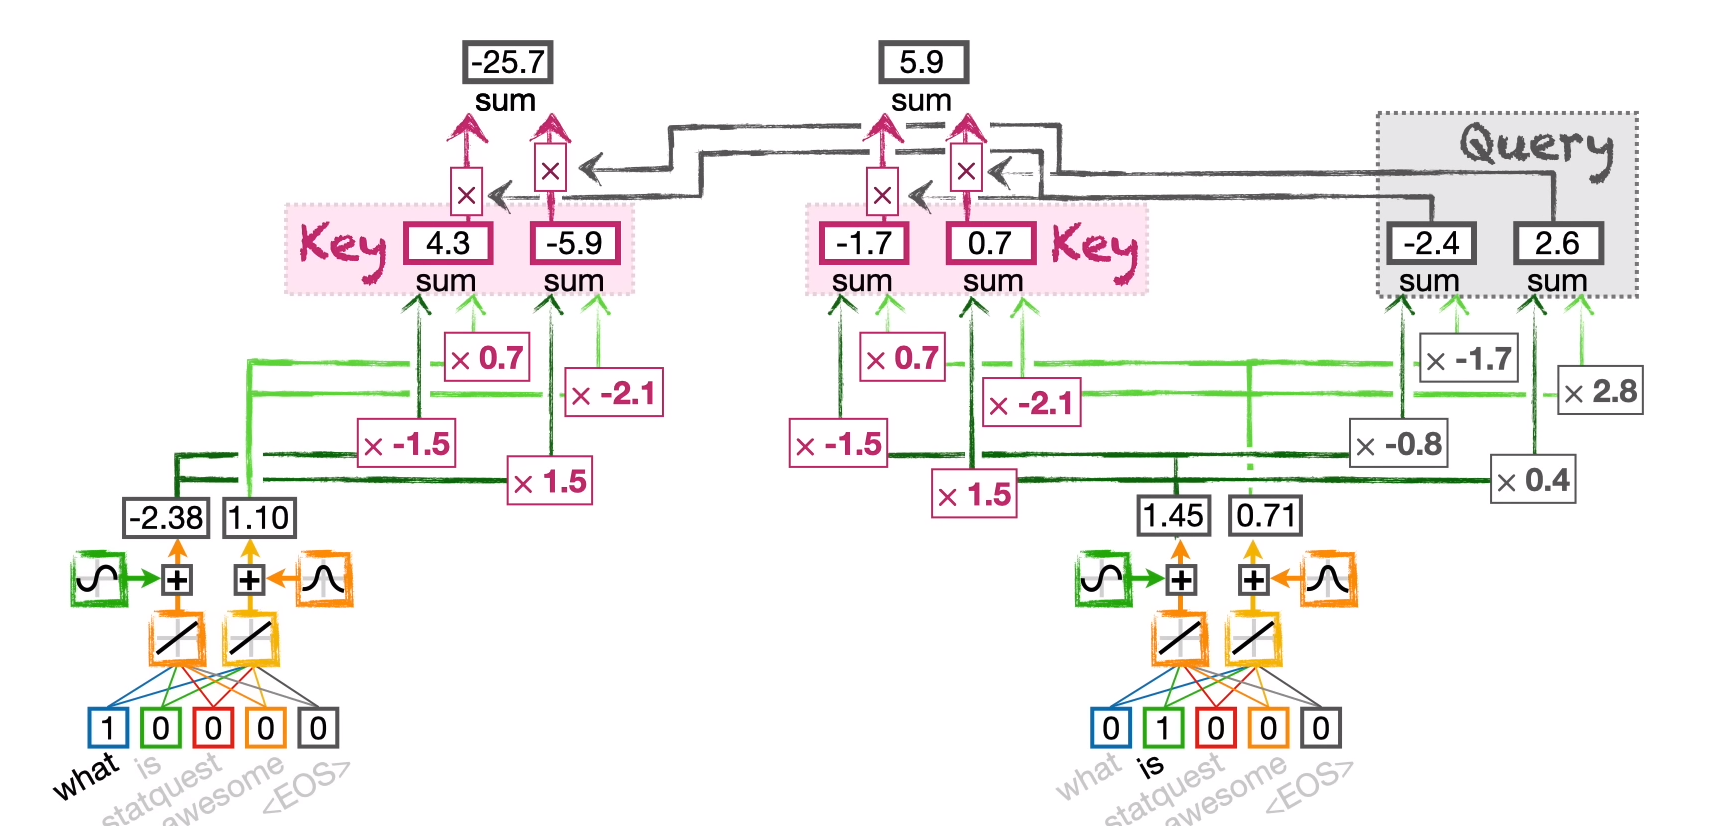 -25.7 5.9
sum sum
Query
× × × ×
Key 4.3 -5.9 -1.7 0.7 Key -2.4 2.6
sum sum sum sum sum sum
× 0.7 × 0.7 × -1.7
× -2.1 × -2.1 × 2.8
× -1.5 × -1.5 × -0.8
× 1.5 × 1.5 × 0.4
-2.38 1.10 1.45 0.71
+ + + +
1 0 0 0 0 0 1 0 0 0
what is statquest awesome <EOS> what is statquest awesome <EOS>